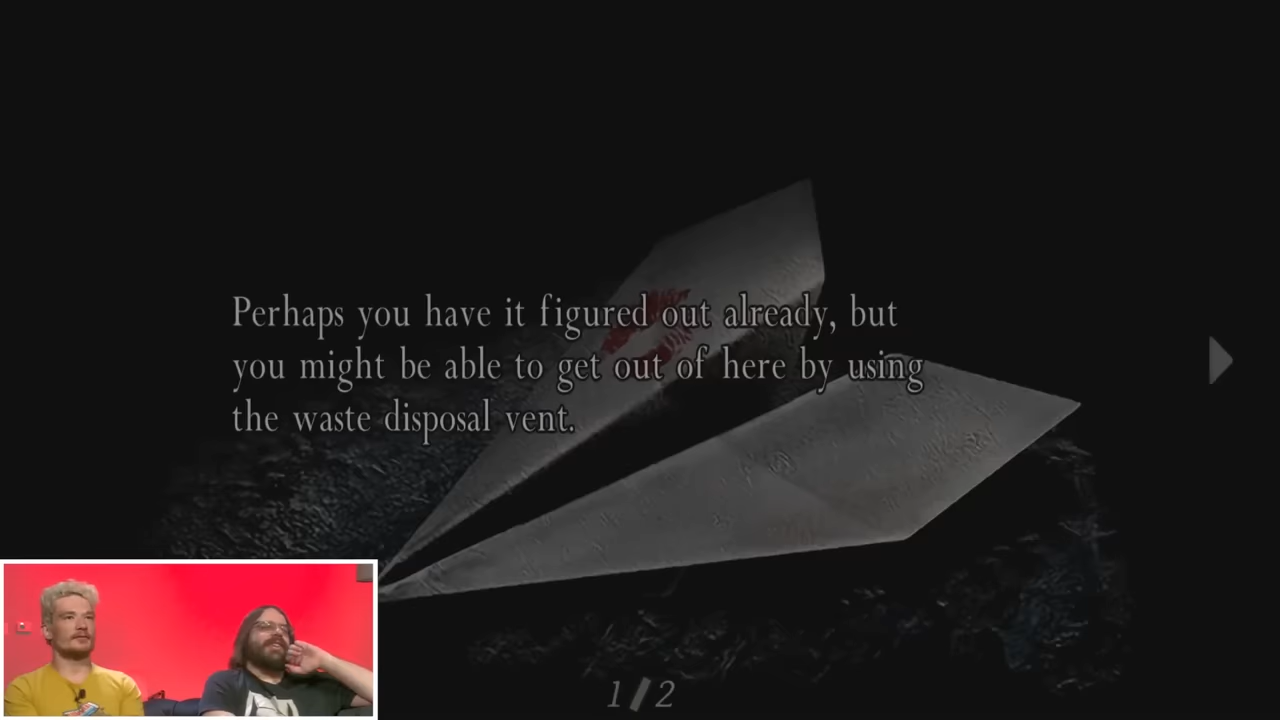 Perhaps you have it figured out already, but
you might be able to get out of here by using
the waste disposal vent.
1/2